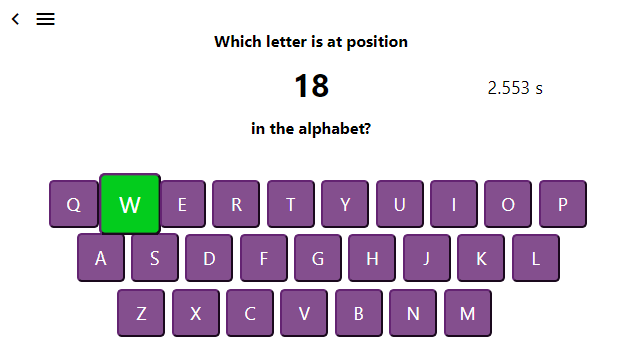 Which letter is at position
18
2.553 s
in the alphabet?
Q W E R T Y U I O P
A S D F G H J K L
Z X C V B N M